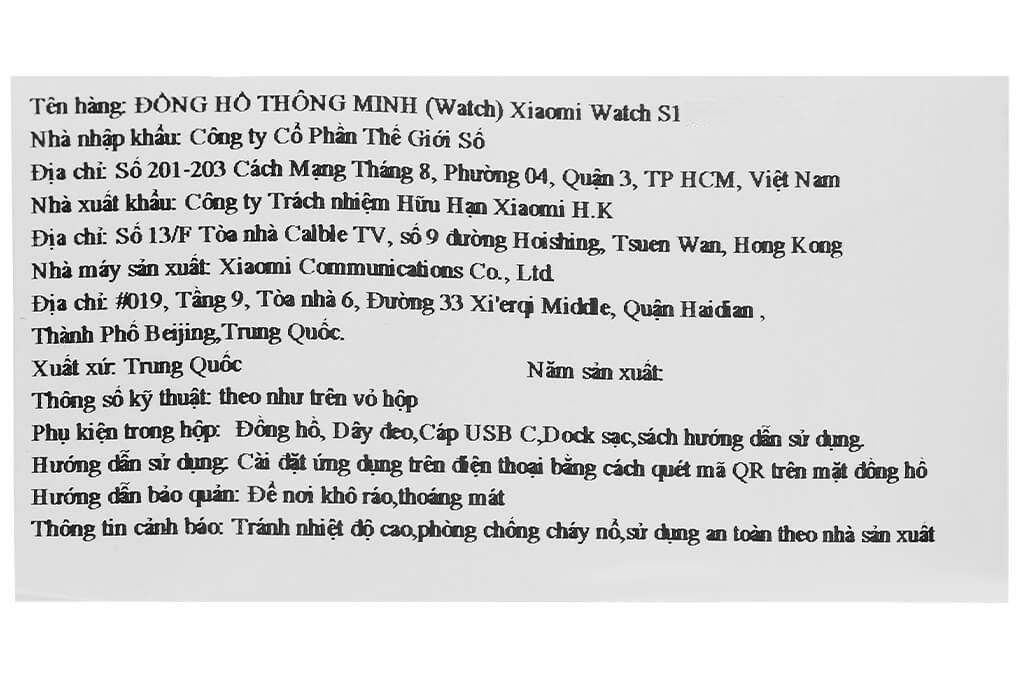 Tên hàng: ĐỒNG HỒ THÔNG MINH (Watch) Xiaomi Watch S1
Nhà nhập khẩu: Công ty Cổ Phần Thế Giới Số
Địa chỉ: Số 201-203 Cách Mạng Tháng 8, Phường 04, Quận 3, TP HCM, Việt Nam
Nhà xuất khẩu: Công ty Trách nhiệm Hữu Hạn Xiaomi H.K
Địa chỉ: Số 13/F Tòa nhà Calble TV, số 9 đường Hoishing, Tsuen Wan, Hong Kong
Nhà máy sản xuất: Xiaomi Communications Co., Ltd
Địa chỉ: #019, Tầng 9, Tòa nhà 6, Đường 33 Xi'erqi Middle, Quận Haidian ,
Thành Phố Beijing,Trung Quốc.
Xuất xứ: Trung Quốc Năm sản xuất:
Thông số kỹ thuật: theo như trên vỏ hộp
Phụ kiện trong hộp: Đồng hồ, Dây đeo,Cáp USB C,Dock sạc,sách hướng dẫn sử dụng.
Hướng dẫn sử dụng: Cài đặt ứng dụng trên điện thoại bằng cách quét mã QR trên mặt đồng hồ
Hướng dẫn bảo quản: Để nơi khô ráo,thoáng mát
Thông tin cảnh báo: Tránh nhiệt độ cao,phòng chống cháy nổ,sử dụng an toàn theo nhà sản xuất